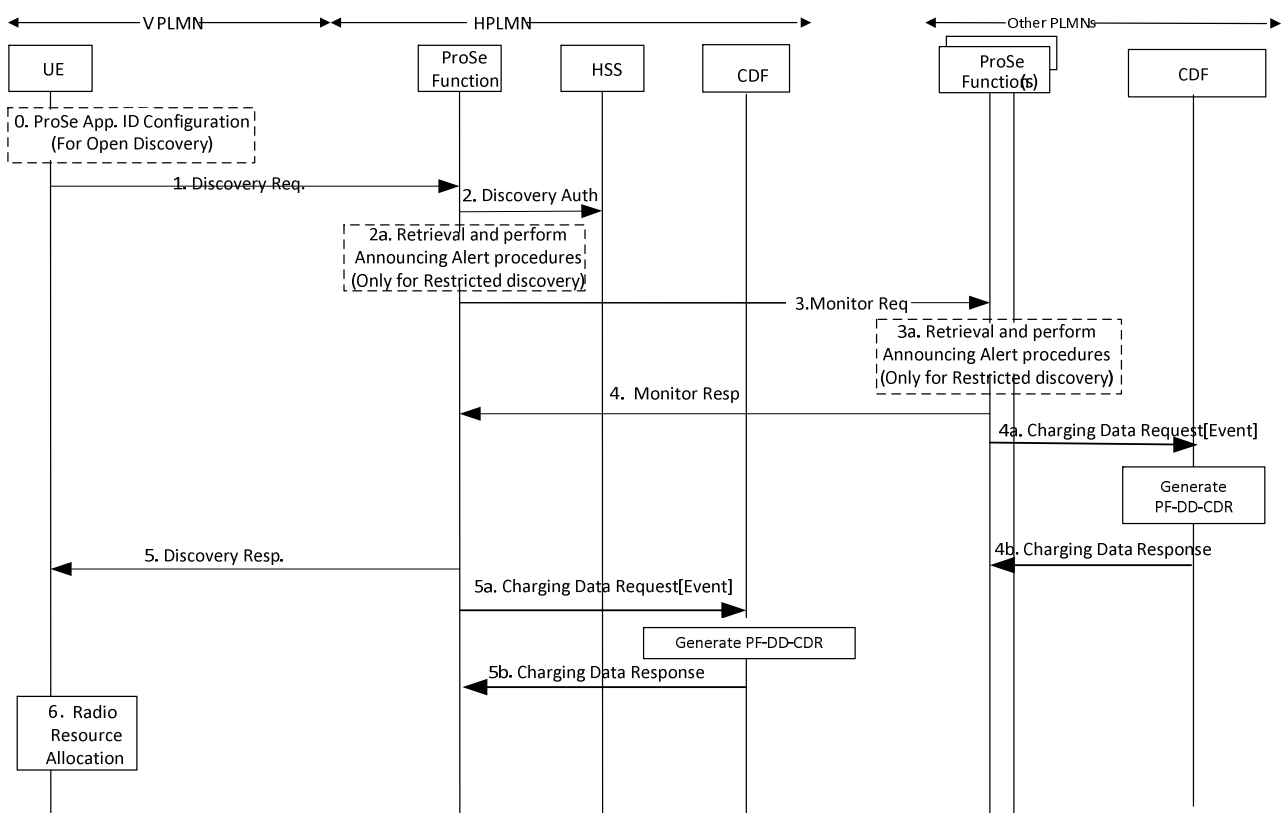 VPLMN
HPLMN
Other PLMNs
UE
ProSe
Function
HSS
CDF
ProSe
Function(s)
CDF
0. ProSe App. ID Configuration
(For Open Discovery)
1. Discovery Req.
2. Discovery Auth
2a. Retrieval and perform
Announcing Alert procedures
(Only for Restricted discovery)
3.Monitor Req
3a. Retrieval and perform
Announcing Alert procedures
(Only for Restricted discovery)
4. Monitor Resp
4a. Charging Data Request[Event]
Generate
PF-DD-CDR
4b. Charging Data Response
5. Discovery Resp.
5a. Charging Data Request[Event]
Generate PF-DD-CDR
5b. Charging Data Response
6. Radio
Resource
Allocation